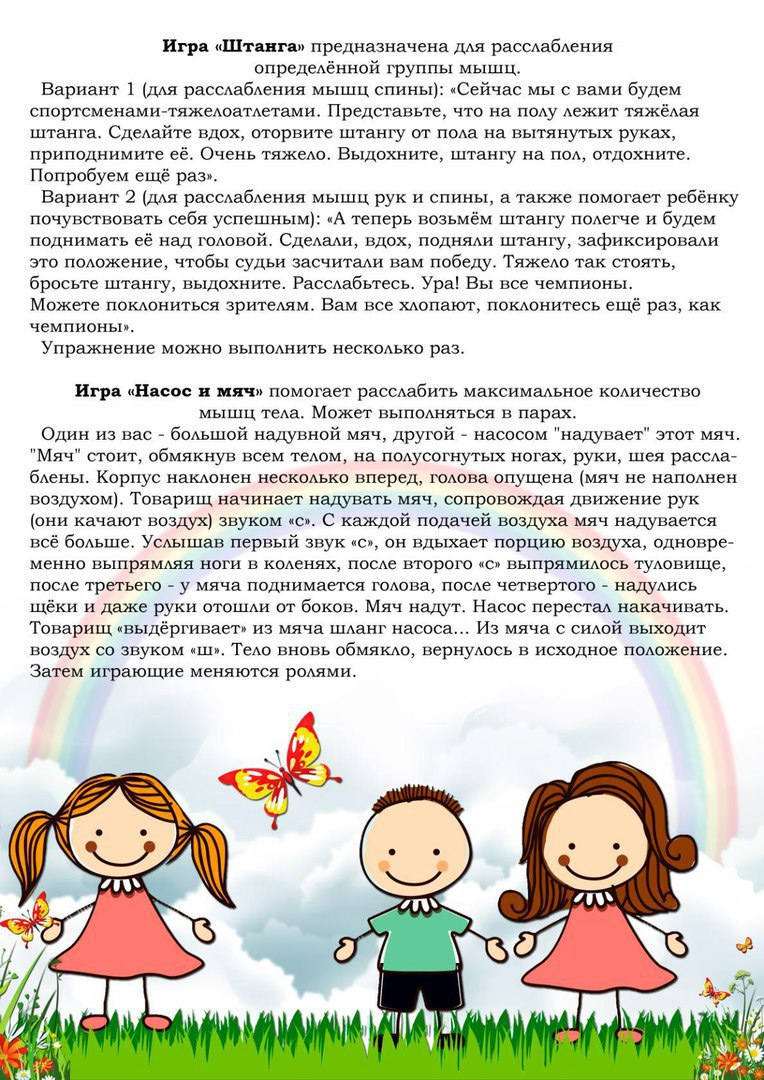 Игра «Штанга» предназначена для расслабления
определённой группы мышц.
Вариант 1 (для расслабления мышц спины): «Сейчас мы с вами будем
спортсменами-тяжелоатлетами. Представьте, что на полу лежит тяжёлая
штанга. Сделайте вдох, оторвите штангу от пола на вытянутых руках,
приподнимите её. Очень тяжело. Выдохните, штангу на пол, отдохните.
Попробуем ещё раз».
Вариант 2 (для расслабления мышц рук и спины, а также помогает ребёнку
почувствовать себя успешным): «А теперь возьмём штангу полегче и будем
поднимать её над головой. Сделали, вдох, подняли штангу, зафиксировали
это положение, чтобы судьи засчитали вам победу. Тяжело так стоять,
бросьте штангу, выдохните. Расслабьтесь. Ура! Вы все чемпионы.
Можете поклониться зрителям. Вам все хлопают, поклонитесь ещё раз, как
чемпионы».
Упражнение можно выполнить несколько раз.
Игра «Насос и мяч» помогает расслабить максимальное количество
мышц тела. Может выполняться в парах.
Один из вас - большой надувной мяч, другой - насосом "надувает" этот мяч.
"Мяч" стоит, обмякнув всем телом, на полусогнутых ногах, руки, шея рассла-
блены. Корпус наклонен несколько вперед, голова опущена (мяч не наполнен
воздухом). Товарищ начинает надувать мяч, сопровождая движение рук
(они качают воздух) звуком «с». С каждой подачей воздуха мяч надувается
всё больше. Услышав первый звук «с», он вдыхает порцию воздуха, одновре-
менно выпрямляя ноги в коленях, после второго «с» выпрямилось туловище,
после третьего - у мяча поднимается голова, после четвертого - надулись
щёки и даже руки отошли от боков. Мяч надут. Насос перестал накачивать.
Товарищ «выдёргивает» из мяча шланг насоса... Из мяча с силой выходит
воздух со звуком «ш». Тело вновь обмякло, вернулось в исходное положение.
Затем играющие меняются ролями.